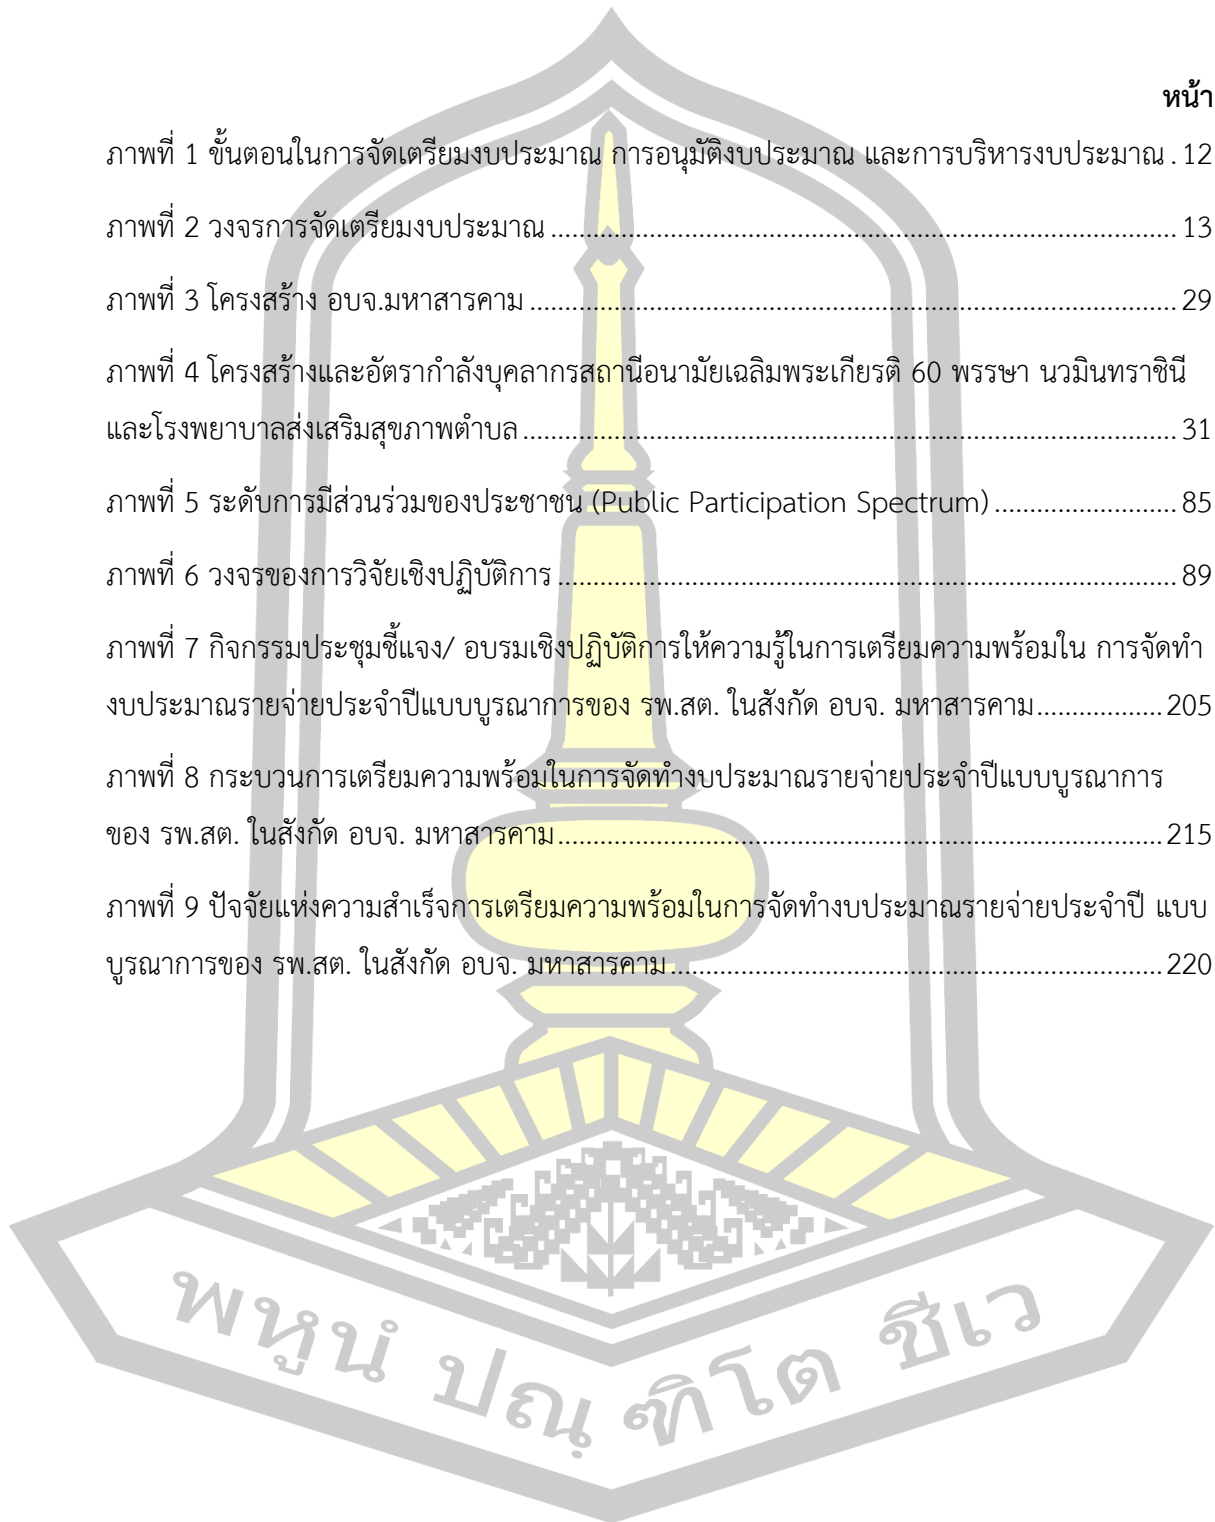 หน้า
ภาพที่ 1 ขั้นตอนในการจัดเตรียมงบประมาณ การอนุมัติงบประมาณ และการบริหารงบประมาณ . 12
ภาพที่ 2 วงจรการจัดเตรียมงบประมาณ ........................................................................................ 13
ภาพที่ 3 โครงสร้าง อบจ.มหาสารคาม ........................................................................................... 29
ภาพที่ 4 โครงสร้างและอัตรากำลังบุคลากรสถานีอนามัยเฉลิมพระเกียรติ 60 พรรษา นวมินทราชินี
และโรงพยาบาลส่งเสริมสุขภาพตำบล ............................................................................................ 31
ภาพที่ 5 ระดับการมีส่วนร่วมของประชาชน (Public Participation Spectrum) .......................... 85
ภาพที่ 6 วงจรของการวิจัยเชิงปฏิบัติการ ....................................................................................... 89
ภาพที่ 7 กิจกรรมประชุมชี้แจง/ อบรมเชิงปฏิบัติการให้ความรู้ในการเตรียมความพร้อมใน การจัดทำ
งบประมาณรายจ่ายประจำปีแบบบูรณาการของ รพ.สต. ในสังกัด อบจ. มหาสารคาม.................. 205
ภาพที่ 8 กระบวนการเตรียมความพร้อมในการจัดทำงบประมาณรายจ่ายประจำปีแบบบูรณาการ
ของ รพ.สต. ในสังกัด อบจ. มหาสารคาม...................................................................................... 215
ภาพที่ 9 ปัจจัยแห่งความสำเร็จการเตรียมความพร้อมในการจัดทำงบประมาณรายจ่ายประจำปี แบบ
บูรณาการของ รพ.สต. ในสังกัด อบจ. มหาสารคาม....................................................................... 220
พหูนํ ปณฺ ฑิโต ชีเว